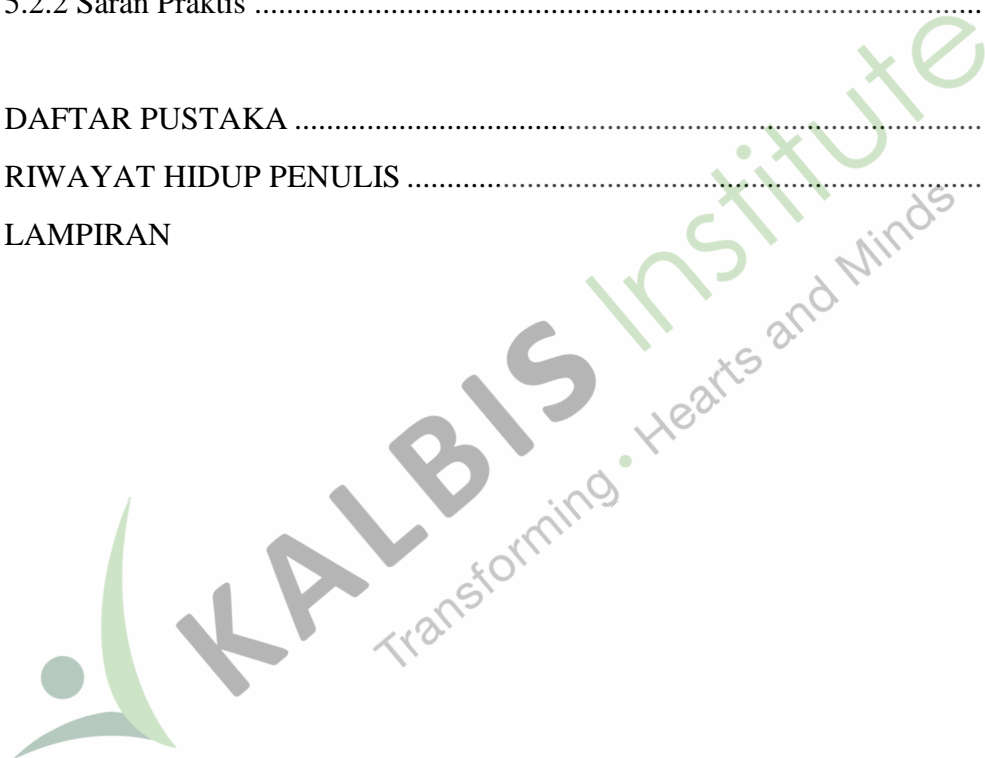 5.2.2 Saran Praktis ..........................................................................................................
DAFTAR PUSTAKA ....................................................................................................
RIWAYAT HIDUP PENULIS ...................................................................................
LAMPIRAN
KALBIS Institute
Transforming • Hearts and Minds